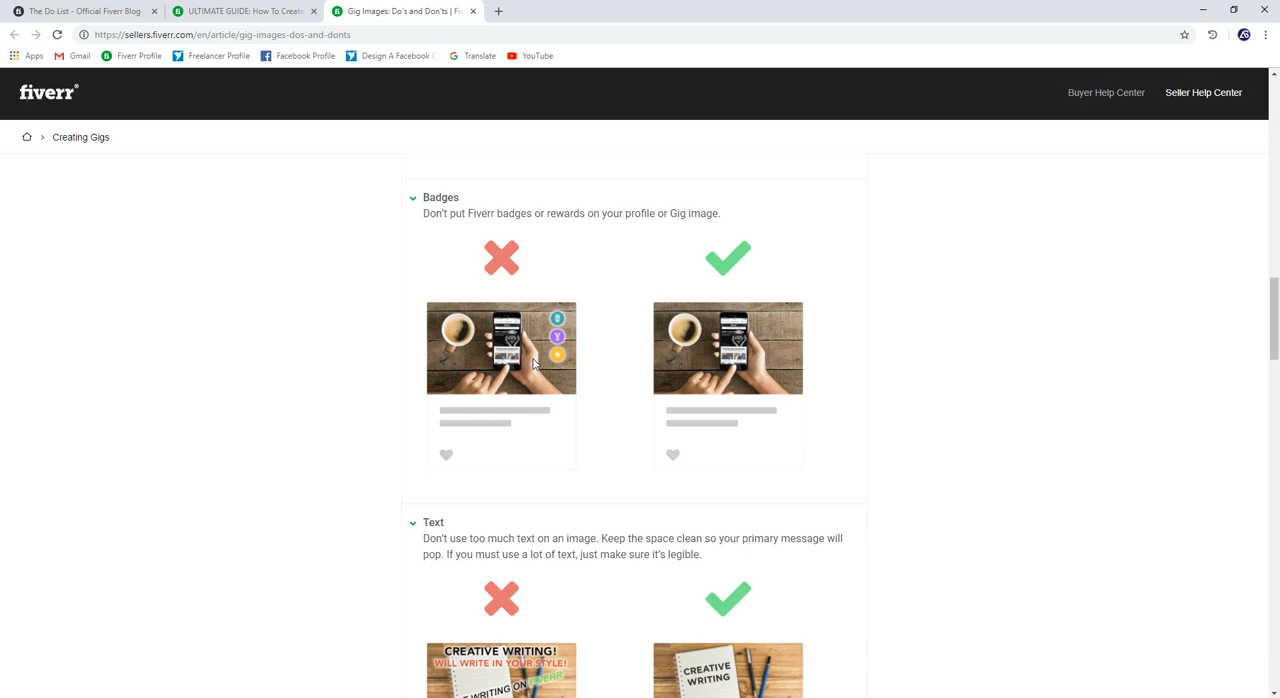 The Do List - Official Fiverr Blog
ULTIMATE GUIDE: How To Create
Gig Images: Do's and Don'ts | Fiv
https://sellers.fiverr.com/en/article/gig-images-dos-and-donts
Apps
Gmail
Fiverr Profile
Freelancer Profile
Facebook Profile
Design A Facebook
Translate
YouTube
fiverr
Buyer Help Center
Seller Help Center
Creating Gigs
Badges
Don't put Fiverr badges or rewards on your profile or Gig image.
Text
Don't use too much text on an image. Keep the space clean so your primary message will
pop. If you must use a lot of text, just make sure it's legible.
CREATIVE WRITING!
WILL WRITE IN YOUR STYLE!
WRITING ON FIVERR
CREATIVE
WRITING